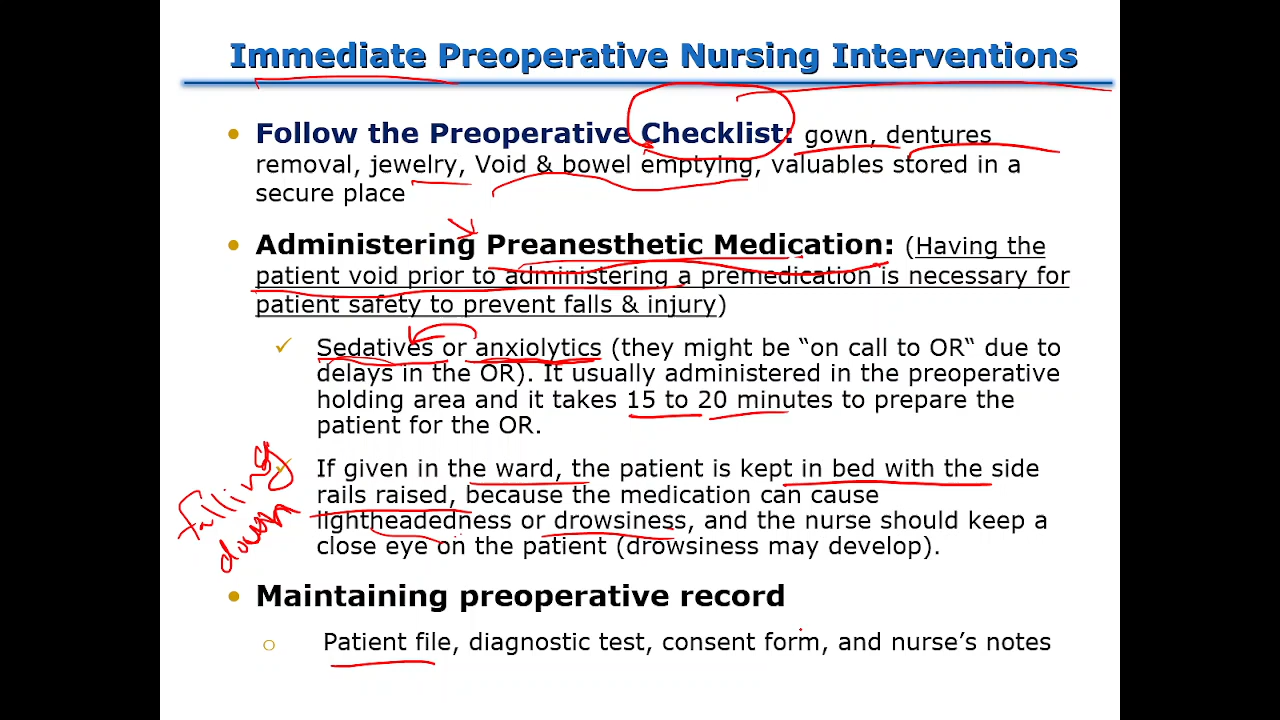 Immediate Preoperative Nursing Interventions
• Follow the Preoperative Checklist: gown, dentures
removal, jewelry, Void & bowel emptying, valuables stored in a
secure place
• Administering Preanesthetic Medication: (Having the
patient void prior to administering a premedication is necessary for
patient safety to prevent falls & injury)
✓ Sedatives or anxiolytics (they might be “on call to OR“ due to
delays in the OR). It usually administered in the preoperative
holding area and it takes 15 to 20 minutes to prepare the
patient for the OR.
✓ If given in the ward, the patient is kept in bed with the side
rails raised, because the medication can cause
lightheadedness or drowsiness, and the nurse should keep a
close eye on the patient (drowsiness may develop).
falling
down
• Maintaining preoperative record
o Patient file, diagnostic test, consent form, and nurse’s notes